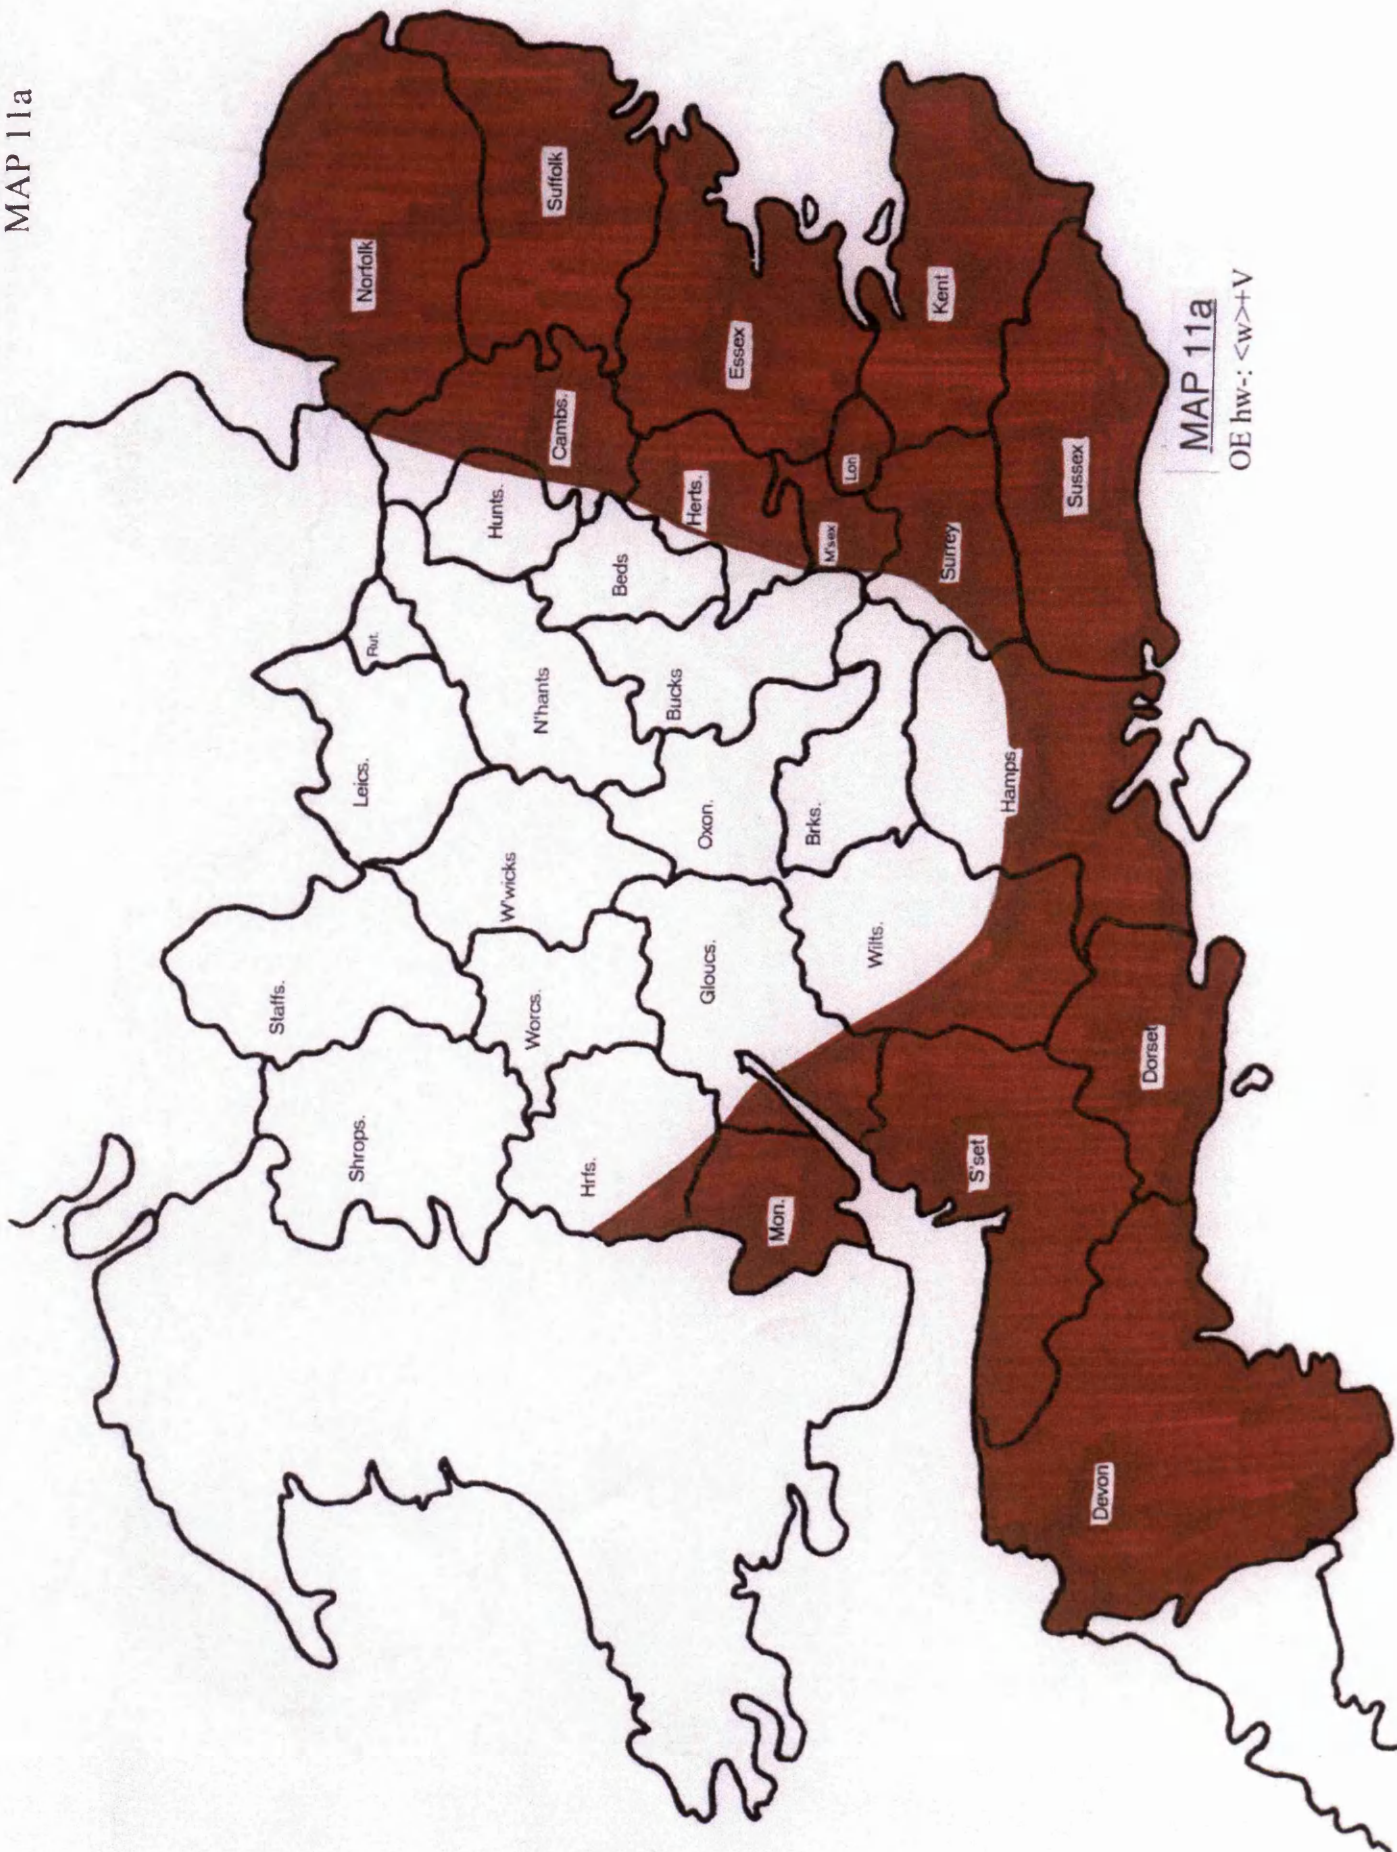 MAP 11a
Norfolk
Suffolk
Cambs.
Essex
Hunts.
Herts.
Beds
Lon
M'sex
Kent
Surrey
Sussex
Rut.
Leics.
N'hants
Bucks
Oxon.
Brks.
Hamps
Staffs.
W'wicks
Worcs.
Gloucs.
Wilts.
Shrops.
Hrfs.
Mon.
S'set
Dorset
Devon
MAP 11a
OE hw-: <w>+V